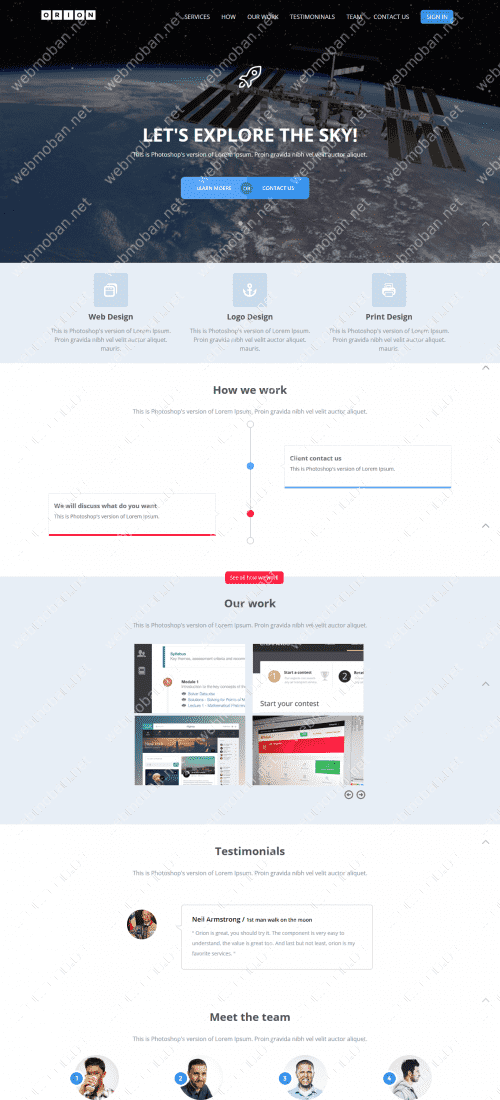 ORION
SERVICES HOW OUR WORK TESTIMONINALS TEAM CONTACT US SIGN IN
LET'S EXPLORE THE SKY!
This is Photoshop's version of Lorem Ipsum. Proin gravida nibh vel velit auctor aliquet.
LEARN MOERE OR CONTACT US
webmoban.net
Web Design
This is Photoshop's version of Lorem Ipsum.
Proin gravida nibh vel velit auctor aliquet.
mauris.
Logo Design
This is Photoshop's version of Lorem Ipsum.
Proin gravida nibh vel velit auctor aliquet.
mauris.
Print Design
This is Photoshop's version of Lorem Ipsum.
Proin gravida nibh vel velit auctor aliquet.
mauris.
How we work
This is Photoshop's version of Lorem Ipsum. Proin gravida nibh vel velit auctor aliquet.
Client contact us
This is Photoshop's version of Lorem Ipsum.
We will discuss what do you want
This is Photoshop's version of Lorem Ipsum.
See all how we work
Our work
This is Photoshop's version of Lorem Ipsum. Proin gravida nibh vel velit auctor aliquet.
Syllabus
Module 1
Start a contest
1
2
Start your contest
Testimonials
This is Photoshop's version of Lorem Ipsum. Proin gravida nibh vel velit auctor aliquet.
Neil Armstrong / 1st man walk on the moon
" Orion is great, you should try it. The component is very easy to
understand, the value is great too. And last but not least, orion is my
favorite services. "
Meet the team
This is Photoshop's version of Lorem Ipsum. Proin gravida nibh vel velit auctor aliquet.
1 2 3 4